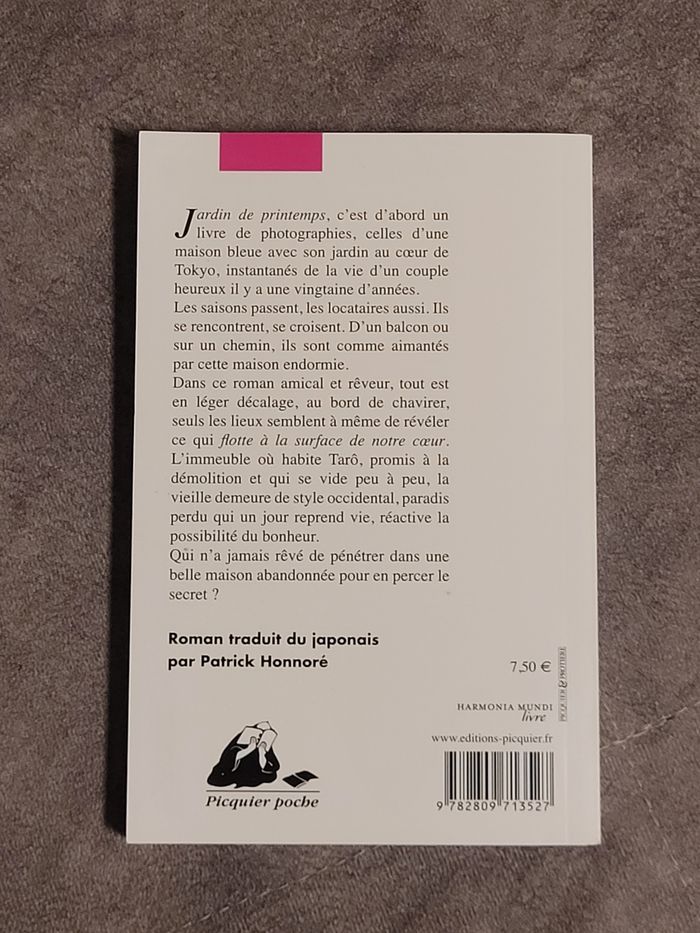 Jardin de printemps, c'est d'abord un
livre de photographies, celles d'une
maison bleue avec son jardin au cœur de
Tokyo, instantanés de la vie d'un couple
heureux il y a une vingtaine d'années.
Les saisons passent, les locataires aussi. Ils
se rencontrent, se croisent. D'un balcon ou
sur un chemin, ils sont comme aimantés
par cette maison endormie.
Dans ce roman amical et rêveur, tout est
en léger décalage, au bord de chavirer,
seuls les lieux semblent à même de révéler
ce qui flotte à la surface de notre cœur.
L'immeuble où habite Tarô, promis à la
démolition et qui se vide peu à peu, la
vieille demeure de style occidental, paradis
perdu qui un jour reprend vie, réactive la
possibilité du bonheur.
Qui n'a jamais rêvé de pénétrer dans une
belle maison abandonnée pour en percer le
secret ?
Roman traduit du japonais
par Patrick Honnoré
7,50 €
PICQUIER & PROTIÈRE
HARMONIA MUNDI
livre
www.editions-picquier.fr
Picquier poche
9 782809 713527